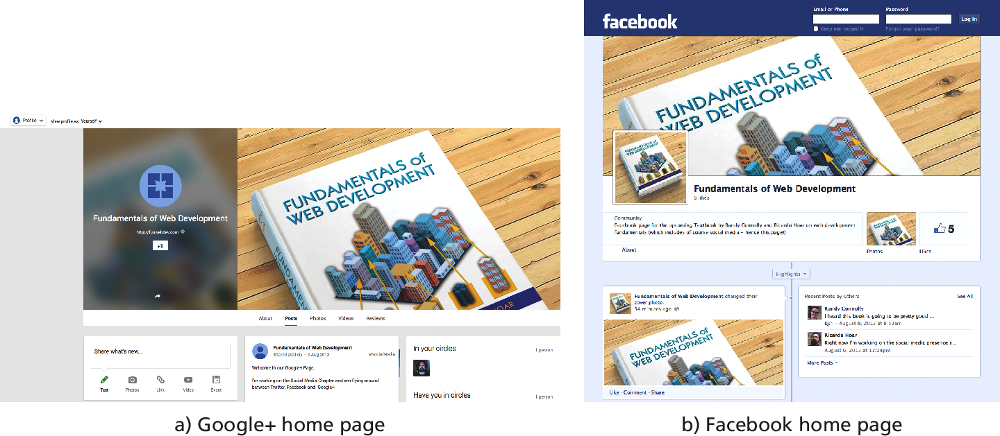 Profile
View profile as: Yourself
Fundamentals of Web Development
http://funwebdev.com
+1
FUNDAMENTALS of
WEB DEVELOPMENT
FUNDAMEN
HOAR
About
Posts
Photos
Videos
Reviews
Share what's new...
Text
Photos
Link
Video
Event
Fundamentals of Web Development
Shared publicly - 6 Aug 2013
#SocialMedia
Welcome to our Google+ Page.
I'm working on the Social Media Chapter and am flying around
between Twitter, Facebook and Google+
In your circles
1 person
Have you in circles
1 person
a) Google+ home page
facebook
Email or Phone
Password
Log In
Keep me logged in
Forgot your password?
FUNDAMENTALS of
WEB DEVELOPMENT
FUNDAMENTALS of
WEB DEVELOPMENT
Fundamentals of Web Development
5 likes
Community
Facebook page for the upcoming Textbook by Randy Connolly and Ricardo Hoar on web development
fundamentals (which includes of course social media - hence this page!)
About
Photos
5
Likes
Highlights
Fundamentals of Web Development changed their
cover photo.
34 minutes ago
FUNDAMENTALS of
WEB DEVELOPMENT
Like · Comment · Share
Recent Posts by Others
See All
Randy Connolly
I heard this book is going to be pretty good ...
1 · August 8, 2013 at 8:53am
Ricardo Hoar
Right now I'm working on the social media presence s...
August 6, 2013 at 12:24pm
More Posts
b) Facebook home page